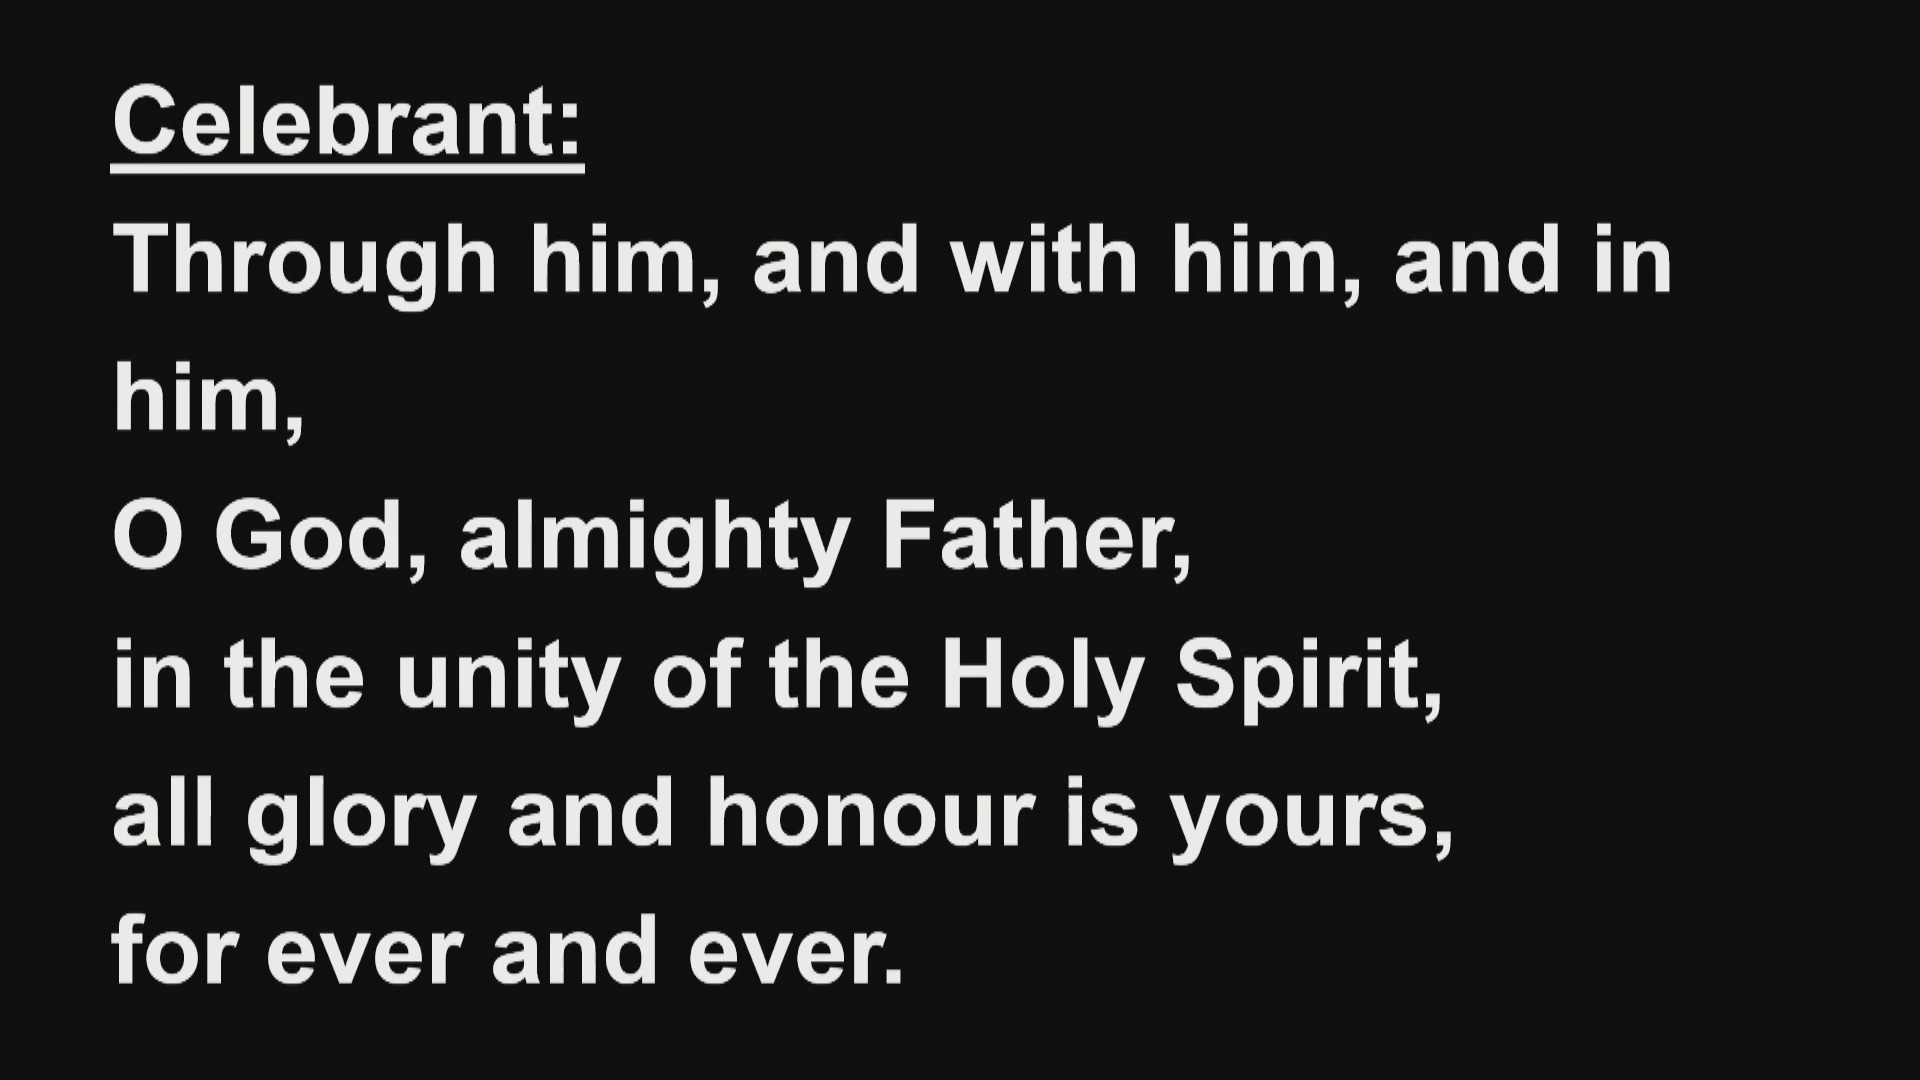 Celebrant:
Through him, and with him, and in
him,
O God, almighty Father,
in the unity of the Holy Spirit,
all glory and honour is yours,
for ever and ever.